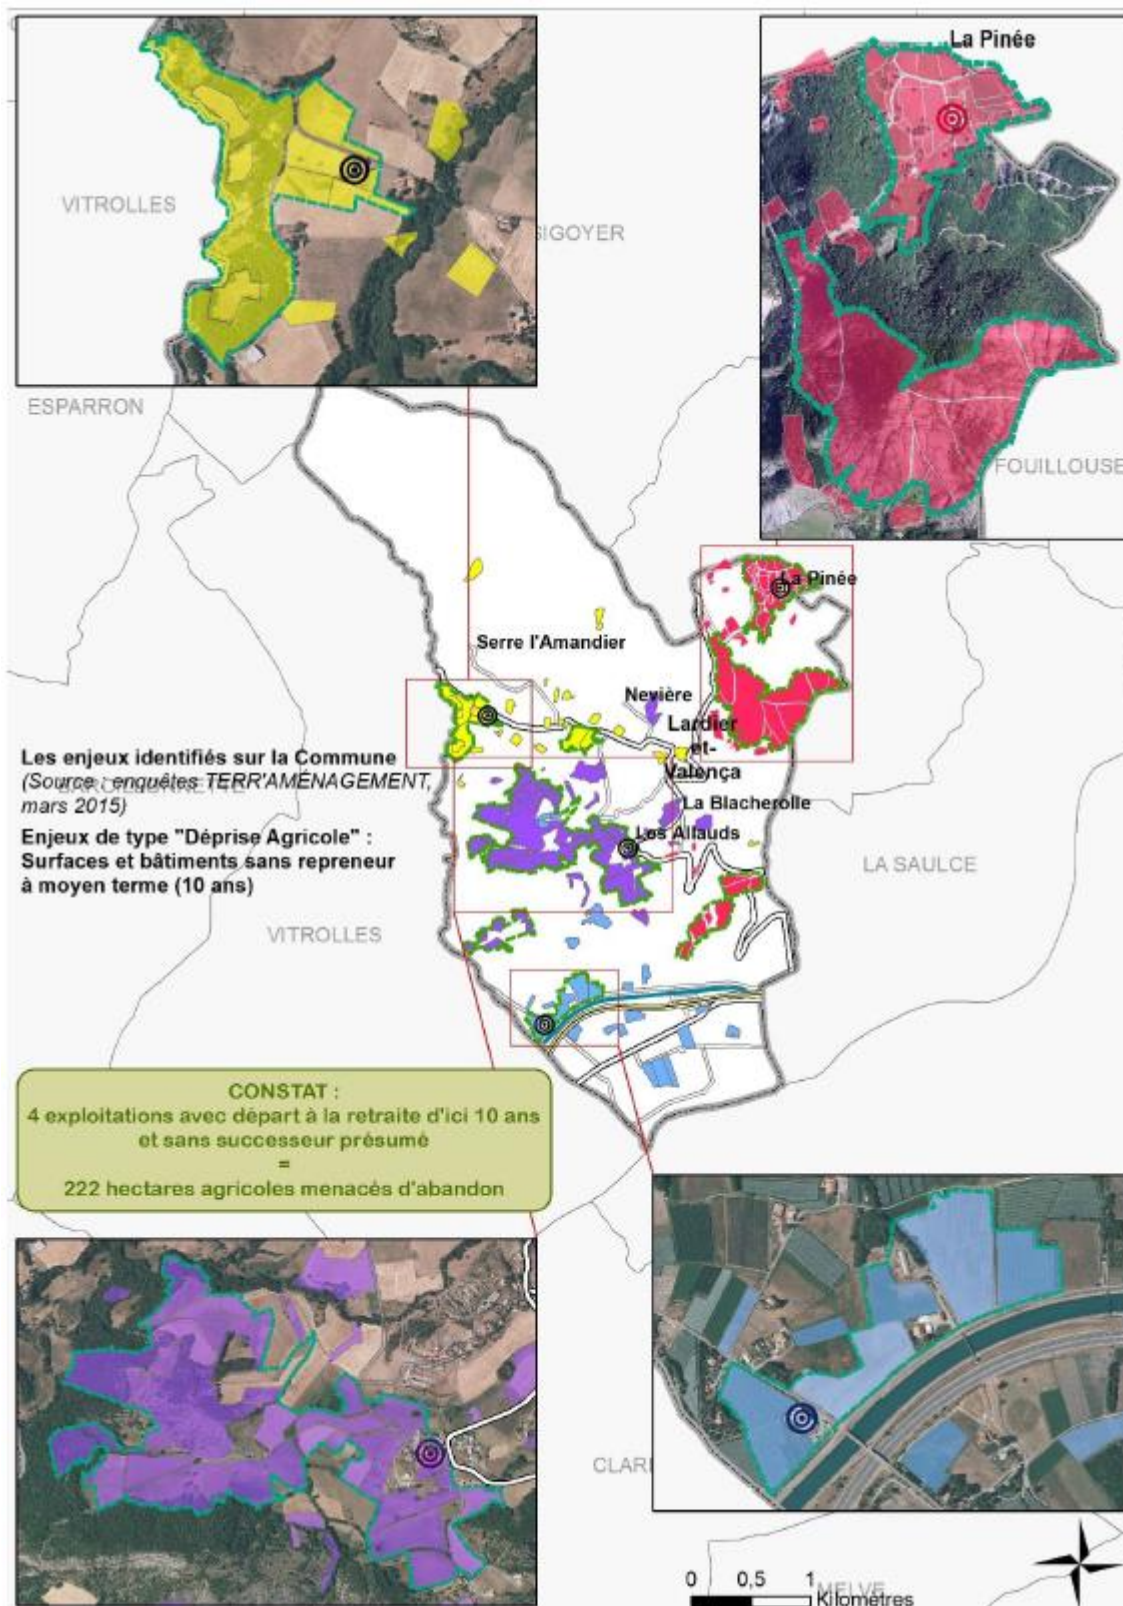 La Pinée
VITROLLES
SIGOYER
ESPARRON
FOUILLOUSE
La Pinée
Serre l'Amandier
Nevière
Lardier
et-
Valença
Les enjeux identifiés sur la Commune
(Source : enquêtes TERR'AMÉNAGEMENT,
mars 2015)
La Blacherolle
Les Allauds
Enjeux de type "Déprise Agricole" :
Surfaces et bâtiments sans repreneur
à moyen terme (10 ans)
LA SAULCE
VITROLLES
CONSTAT :
4 exploitations avec départ à la retraite d'ici 10 ans
et sans successeur présumé
=
222 hectares agricoles menacés d'abandon
0 0,5 1
Kilomètres
MELVE